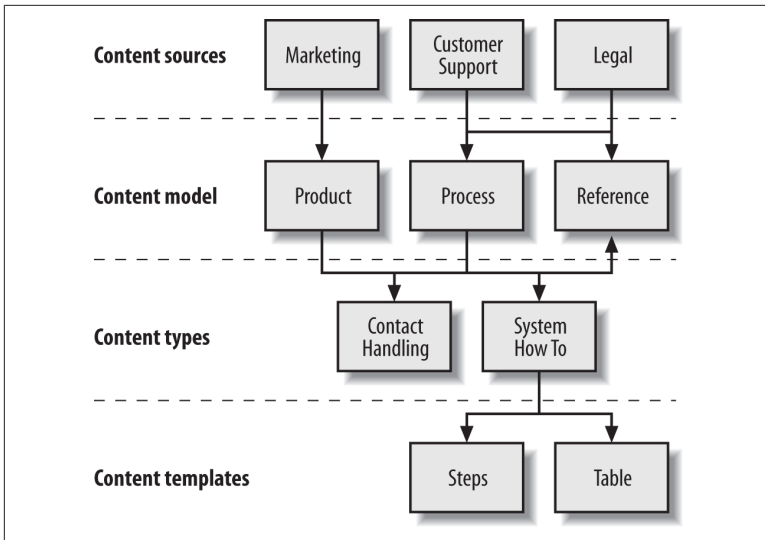 Content sources
Marketing
Customer
Support
Legal
Content model
Product
Process
Reference
Content types
Contact
Handling
System
How To
Content templates
Steps
Table